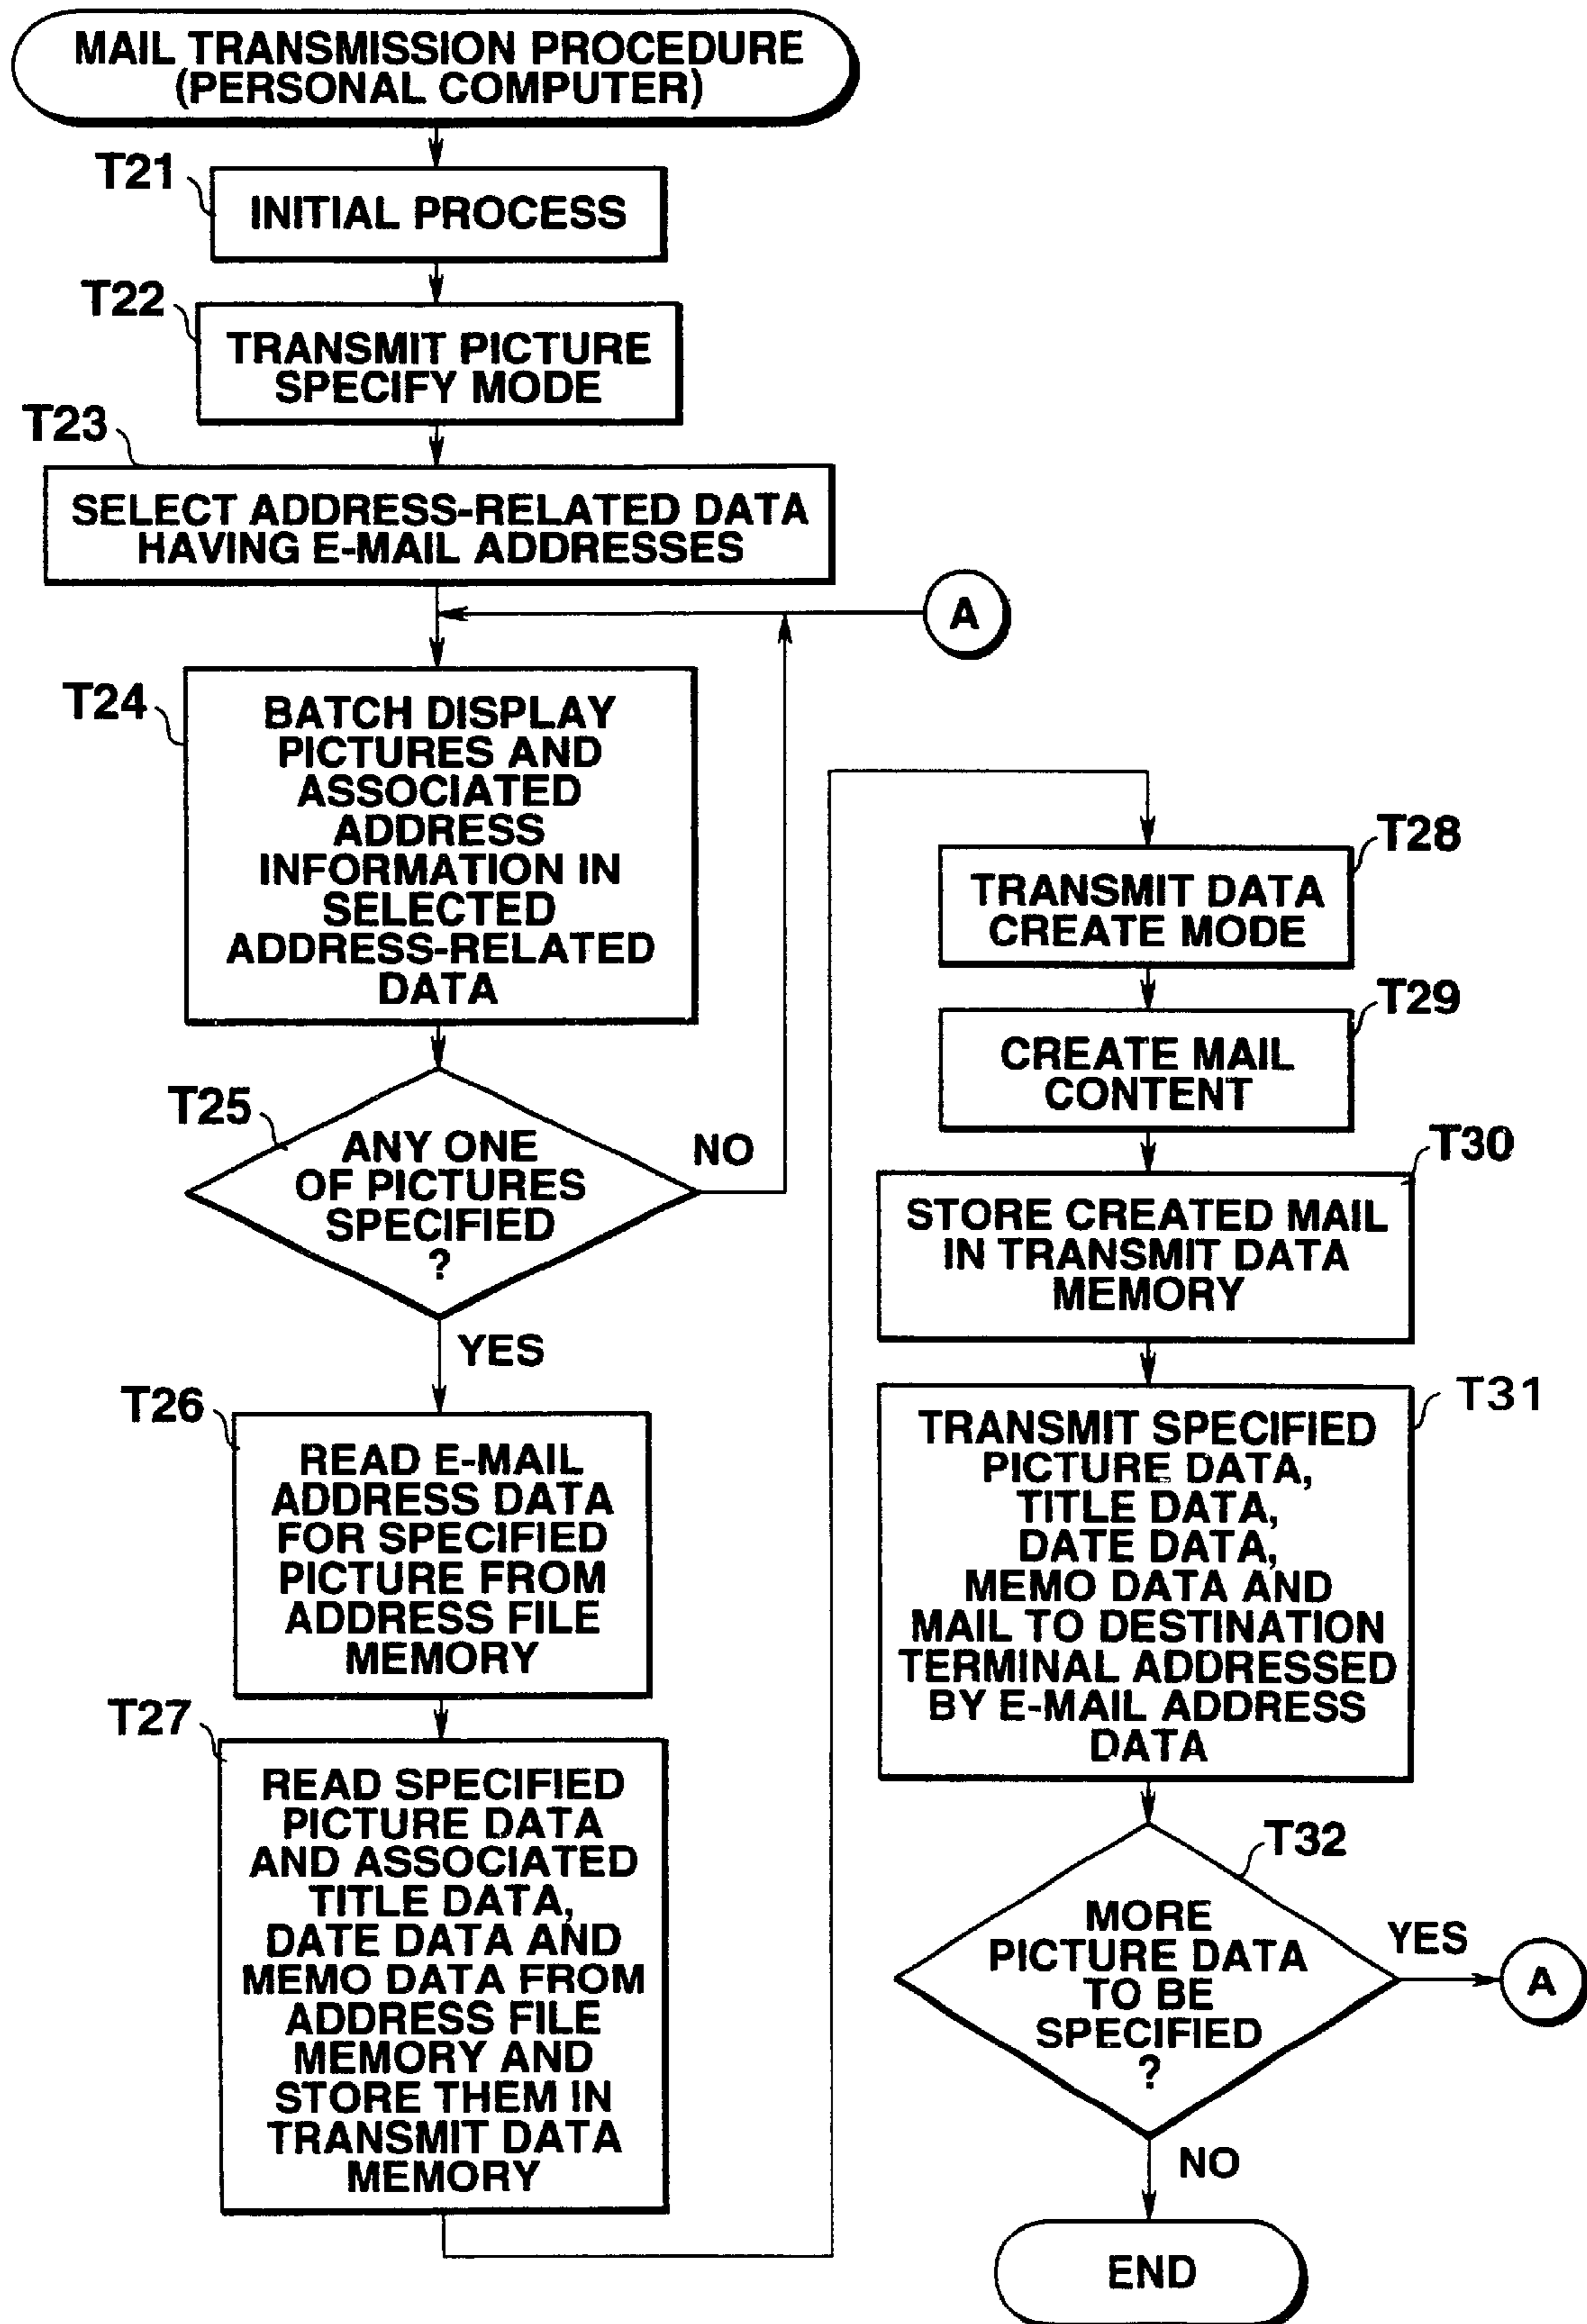 MAIL TRANSMISSION PROCEDURE
(PERSONAL COMPUTER)
T21
INITIAL PROCESS
T22
TRANSMIT PICTURE
SPECIFY MODE
T23
SELECT ADDRESS-RELATED DATA
HAVING E-MAIL ADDRESSES
A
T24
BATCH DISPLAY
PICTURES AND
ASSOCIATED
ADDRESS
INFORMATION IN
SELECTED
ADDRESS-RELATED
DATA
T25
ANY ONE
OF PICTURES
SPECIFIED
?
NO
YES
T26
READ E-MAIL
ADDRESS DATA
FOR SPECIFIED
PICTURE FROM
ADDRESS FILE
MEMORY
T27
READ SPECIFIED
PICTURE DATA
AND ASSOCIATED
TITLE DATA,
DATE DATA AND
MEMO DATA FROM
ADDRESS FILE
MEMORY AND
STORE THEM IN
TRANSMIT DATA
MEMORY
T28
TRANSMIT DATA
CREATE MODE
T29
CREATE MAIL
CONTENT
T30
STORE CREATED MAIL
IN TRANSMIT DATA
MEMORY
T31
TRANSMIT SPECIFIED
PICTURE DATA,
TITLE DATA,
DATE DATA,
MEMO DATA AND
MAIL TO DESTINATION
TERMINAL ADDRESSED
BY E-MAIL ADDRESS
DATA
T32
MORE
PICTURE DATA
TO BE
SPECIFIED
?
YES
A
NO
END